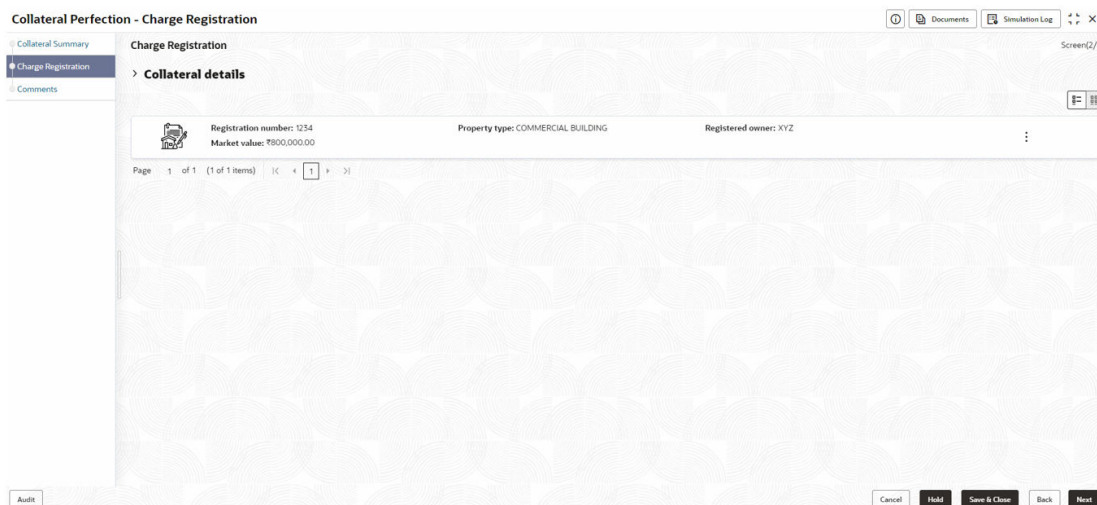 Collateral Perfection - Charge Registration
Documents
Simulation Log
Collateral Summary
Charge Registration
Comments
Charge Registration
Screen(2/
Collateral details
Registration number: 1234
Property type: COMMERCIAL BUILDING
Registered owner: XYZ
Market value: ₹800,000.00
Page 1 of 1 (1 of 1 items) 1
Audit
Cancel
Hold
Save & Close
Back
Next